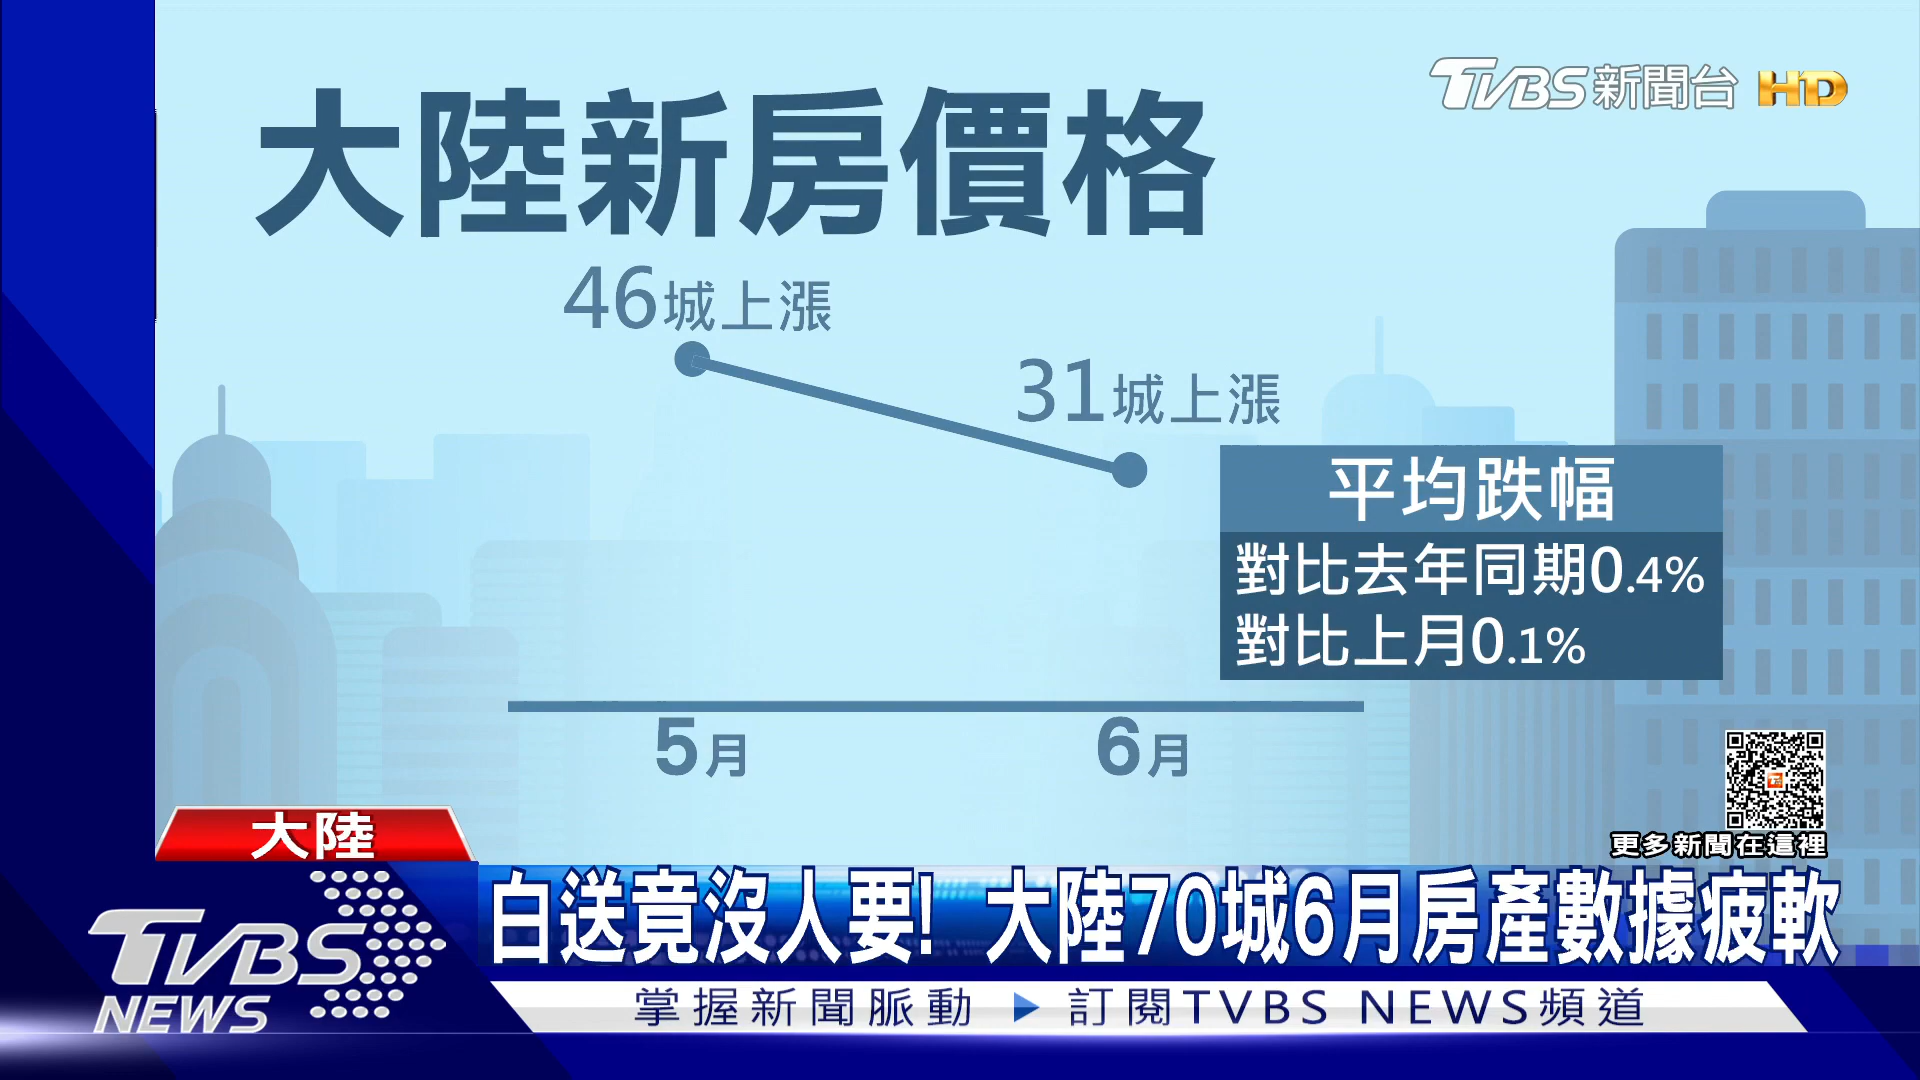 TVBS新聞台 HD
大陸新房價格
46城上漲
31城上漲
平均跌幅
對比去年同期0.4%
對比上月0.1%
5月
6月
更多新聞在這裡
大陸
白送竟沒人要! 大陸70城6月房產數據疲軟
TVBS
NEWS
掌握新聞脈動 ▶ 訂閱TVBS NEWS頻道